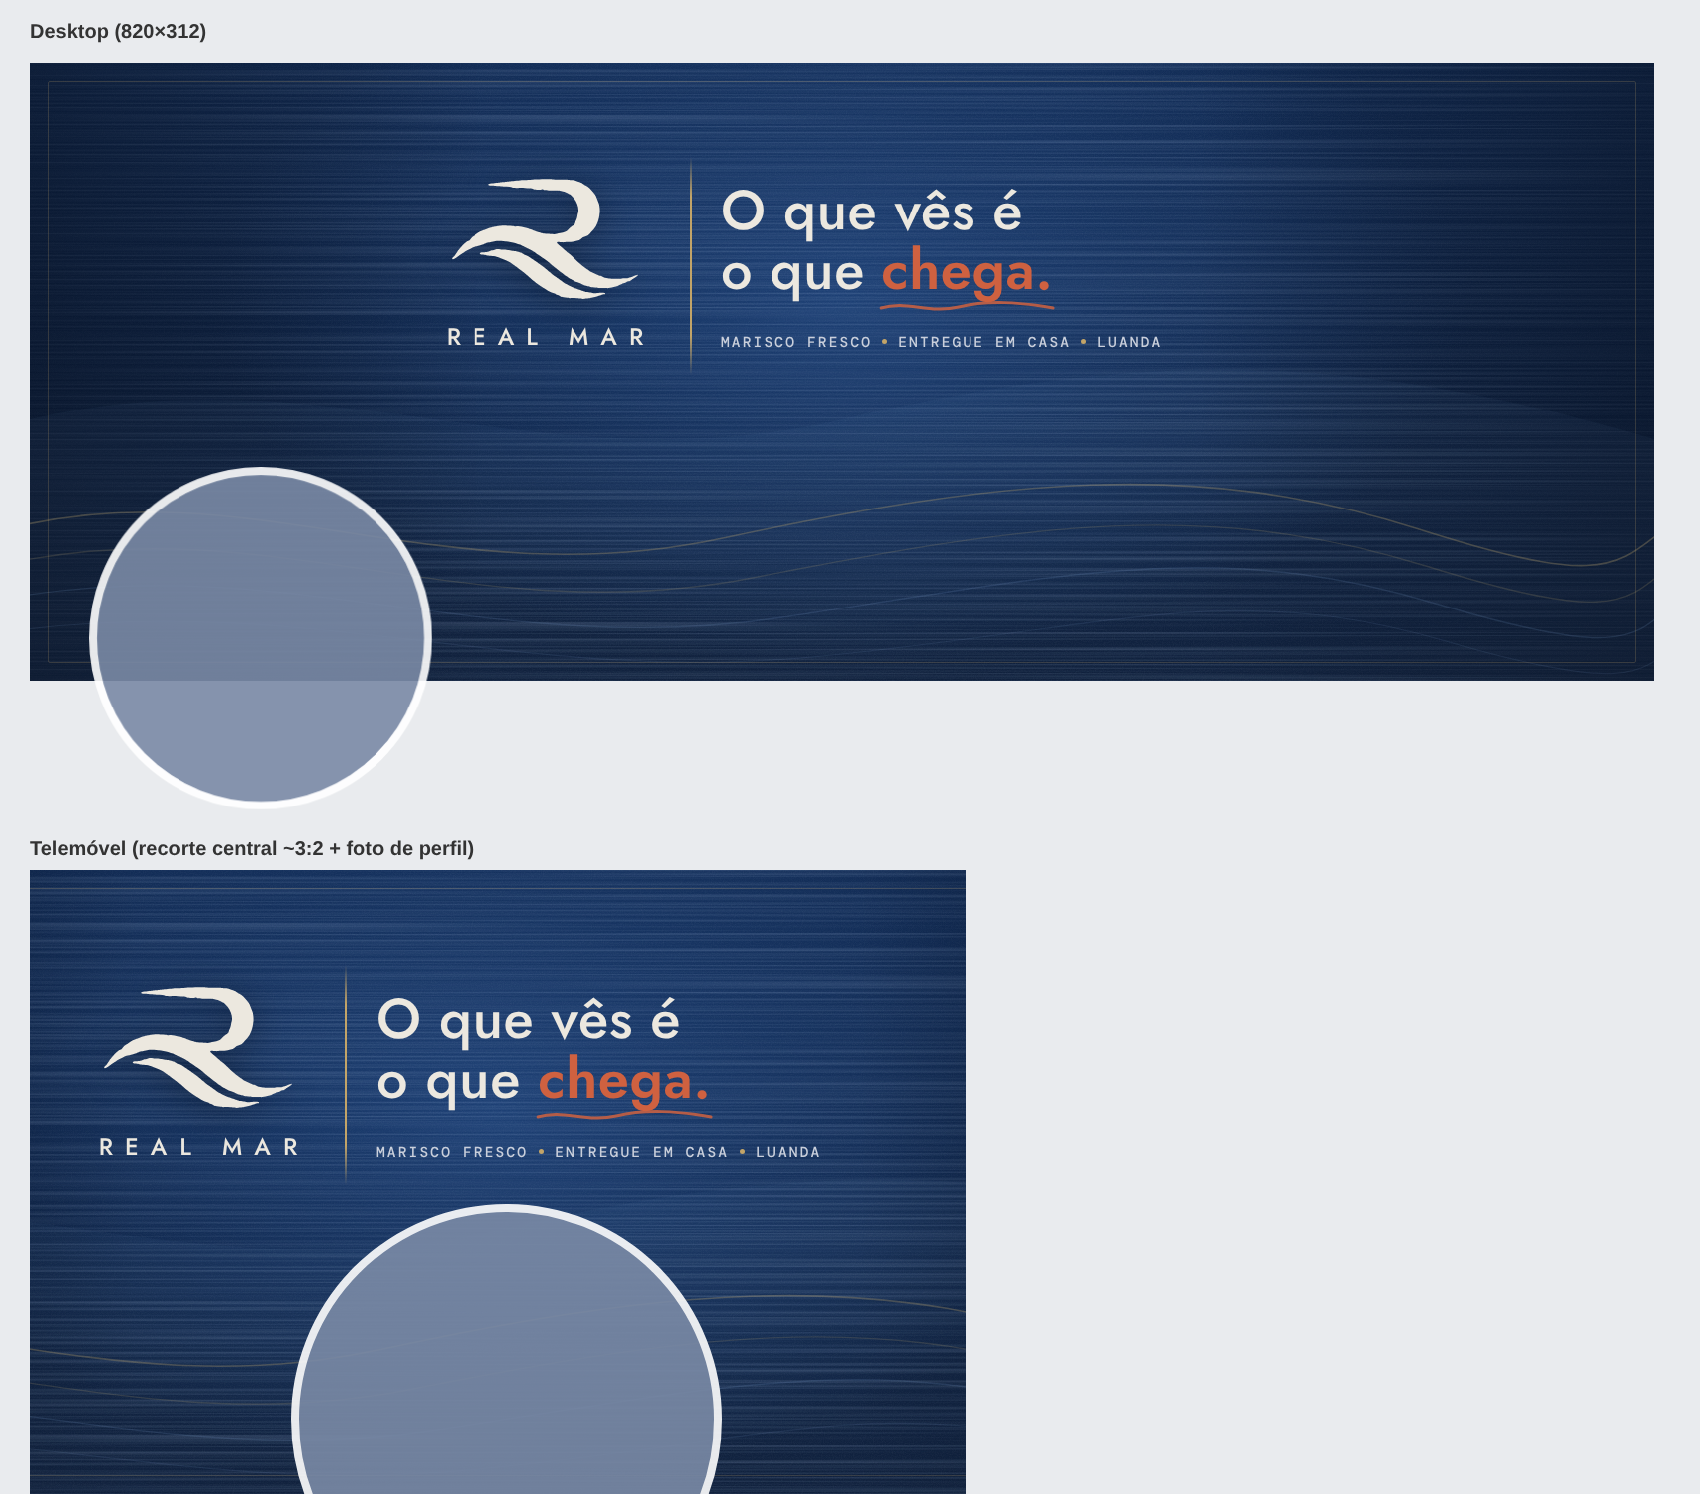 Desktop (820×312)
O que vês é
o que chega.
REAL MAR
MARISCO FRESCO • ENTREGUE EM CASA • LUANDA
Telemóvel (recorte central ~3:2 + foto de perfil)
O que vês é
o que chega.
REAL MAR
MARISCO FRESCO • ENTREGUE EM CASA • LUANDA